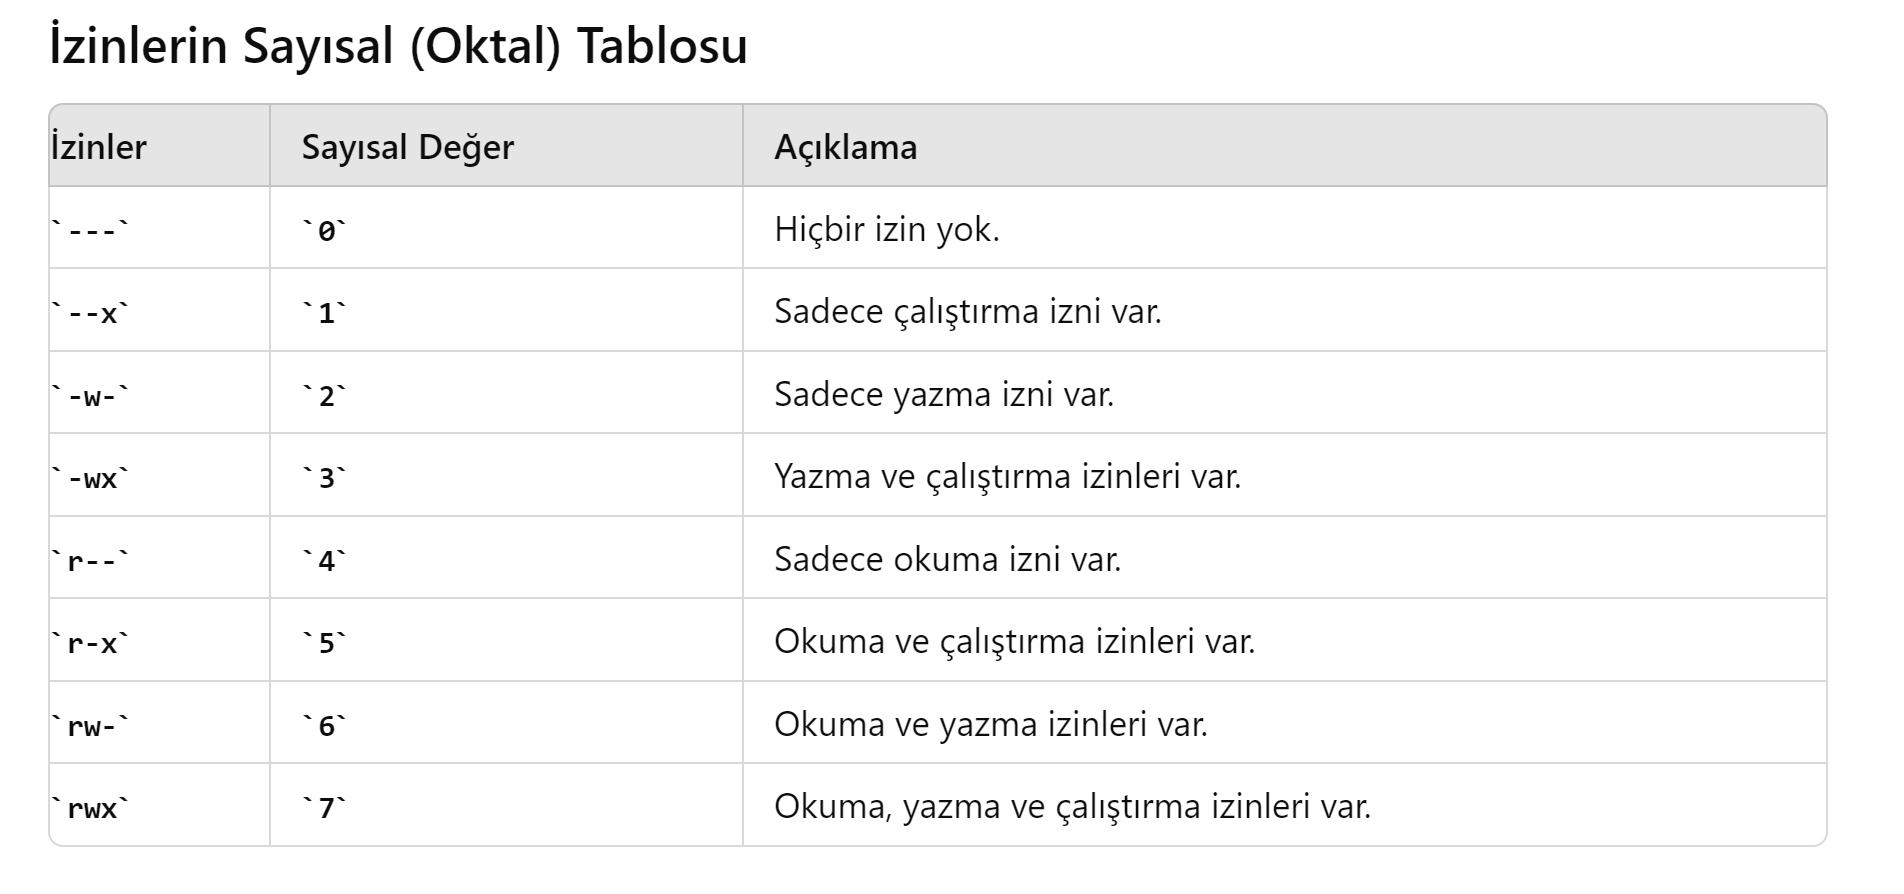 İzinlerin Sayısal (Oktal) Tablosu
İzinler Sayısal Değer Açıklama
`---` `0` Hiçbir izin yok.
`--x` `1` Sadece çalıştırma izni var.
`-w-` `2` Sadece yazma izni var.
`-wx` `3` Yazma ve çalıştırma izinleri var.
`r--` `4` Sadece okuma izni var.
`r-x` `5` Okuma ve çalıştırma izinleri var.
`rw-` `6` Okuma ve yazma izinleri var.
`rwx` `7` Okuma, yazma ve çalıştırma izinleri var.